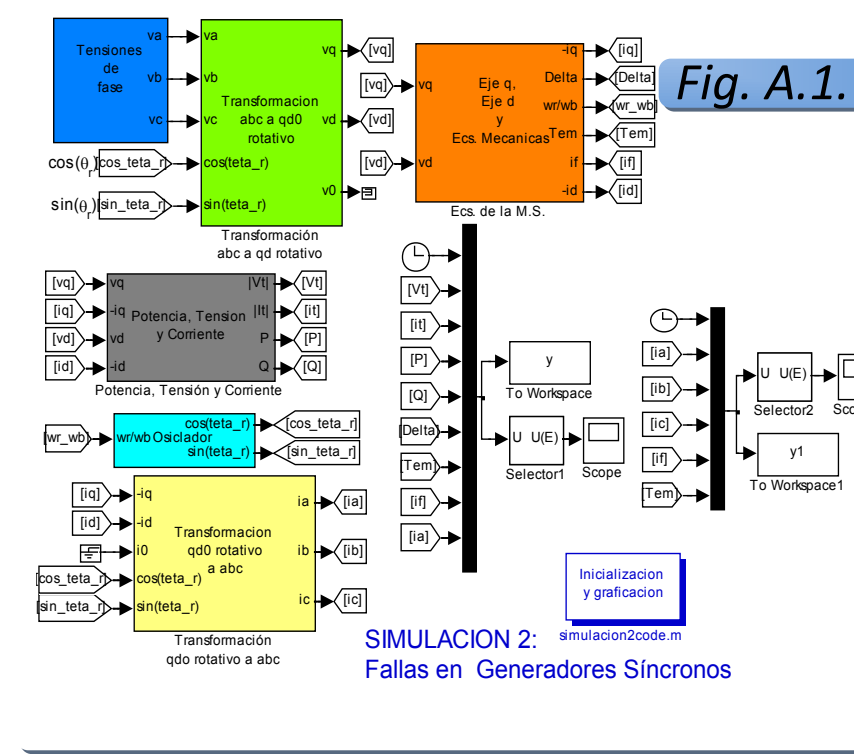 Fig. A.1.
Tensiones
de
fase
va
vb
vc
va
vb
vc
cos(teta_r)
sin(teta_r)
Transformacion
abc a qd0
rotativo
vq
vd
v0
[vq]
[vd]
cos(θr)
[cos_teta_r]
sin(θr)
[sin_teta_r]
Transformación
abc a qd rotativo
[vq]
[vd]
vq
vd
Eje q,
Eje d
y
Ecs. Mecanicas
-iq
Delta
wr/wb
Tem
if
-id
[iq]
[Delta]
[wr_wb]
[Tem]
[if]
[id]
Ecs. de la M.S.
[vq]
[iq]
[vd]
[id]
vq
-iq
vd
-id
Potencia, Tension
y Corriente
|Vt|
|It|
P
Q
[Vt]
[it]
[P]
[Q]
Potencia, Tensión y Corriente
[wr_wb]
wr/wb Osiclador
cos(teta_r)
sin(teta_r)
[cos_teta_r]
[sin_teta_r]
[iq]
[id]
[cos_teta_r]
[sin_teta_r]
-iq
-id
i0
cos(teta_r)
sin(teta_r)
Transformacion
qd0 rotativo
a abc
ia
ib
ic
[ia]
[ib]
[ic]
Transformación
qdo rotativo a abc
[Vt]
[it]
[P]
[Q]
[Delta]
[Tem]
[if]
[ia]
y
To Workspace
U U(E)
Selector1
Scope
[ia]
[ib]
[ic]
[if]
[Tem]
U U(E)
Selector2
y1
To Workspace1
Inicializacion
y graficacion
simulacion2code.m
SIMULACION 2:
Fallas en Generadores Síncronos